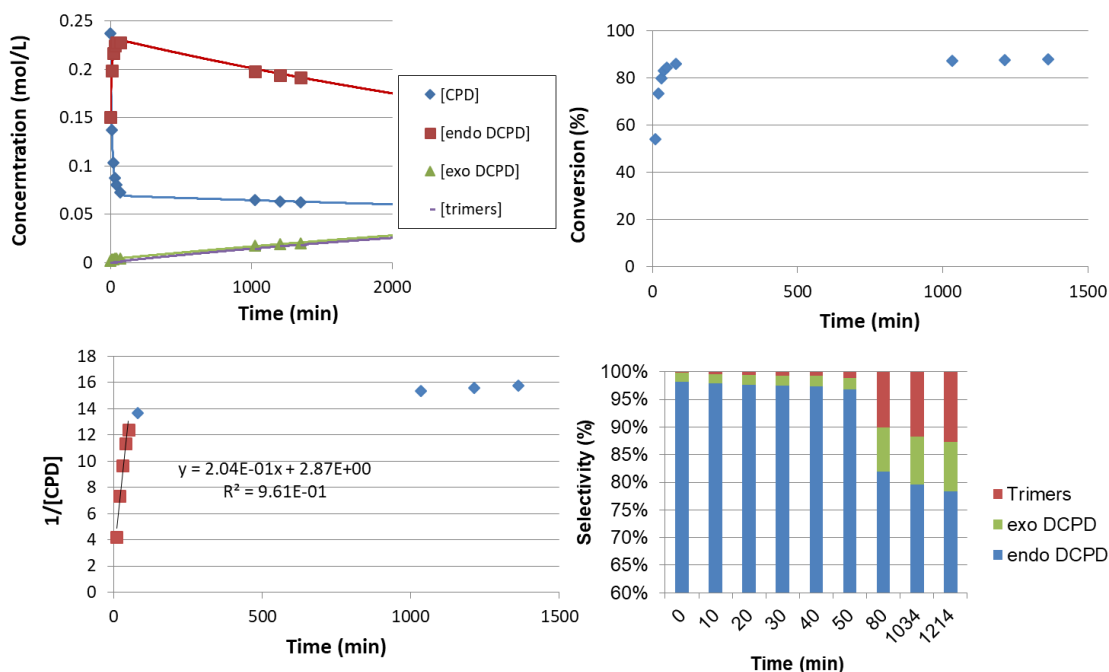 Concerntration (mol/L)
0.25
0.2
0.15
0.1
0.05
0
0 1000 2000
Time (min)
[CPD]
[endo DCPD]
[exo DCPD]
[trimers]
Conversion (%)
100
80
60
40
20
0
0 500 1000 1500
Time (min)
1/[CPD]
18
16
14
12
10
8
6
4
2
0
y = 2.04E-01x + 2.87E+00
R² = 9.61E-01
0 500 1000 1500
Time (min)
Selectivity (%)
100%
95%
90%
85%
80%
75%
70%
65%
60%
0 10 20 30 40 50 80 1034 1214
Time (min)
Trimers
exo DCPD
endo DCPD